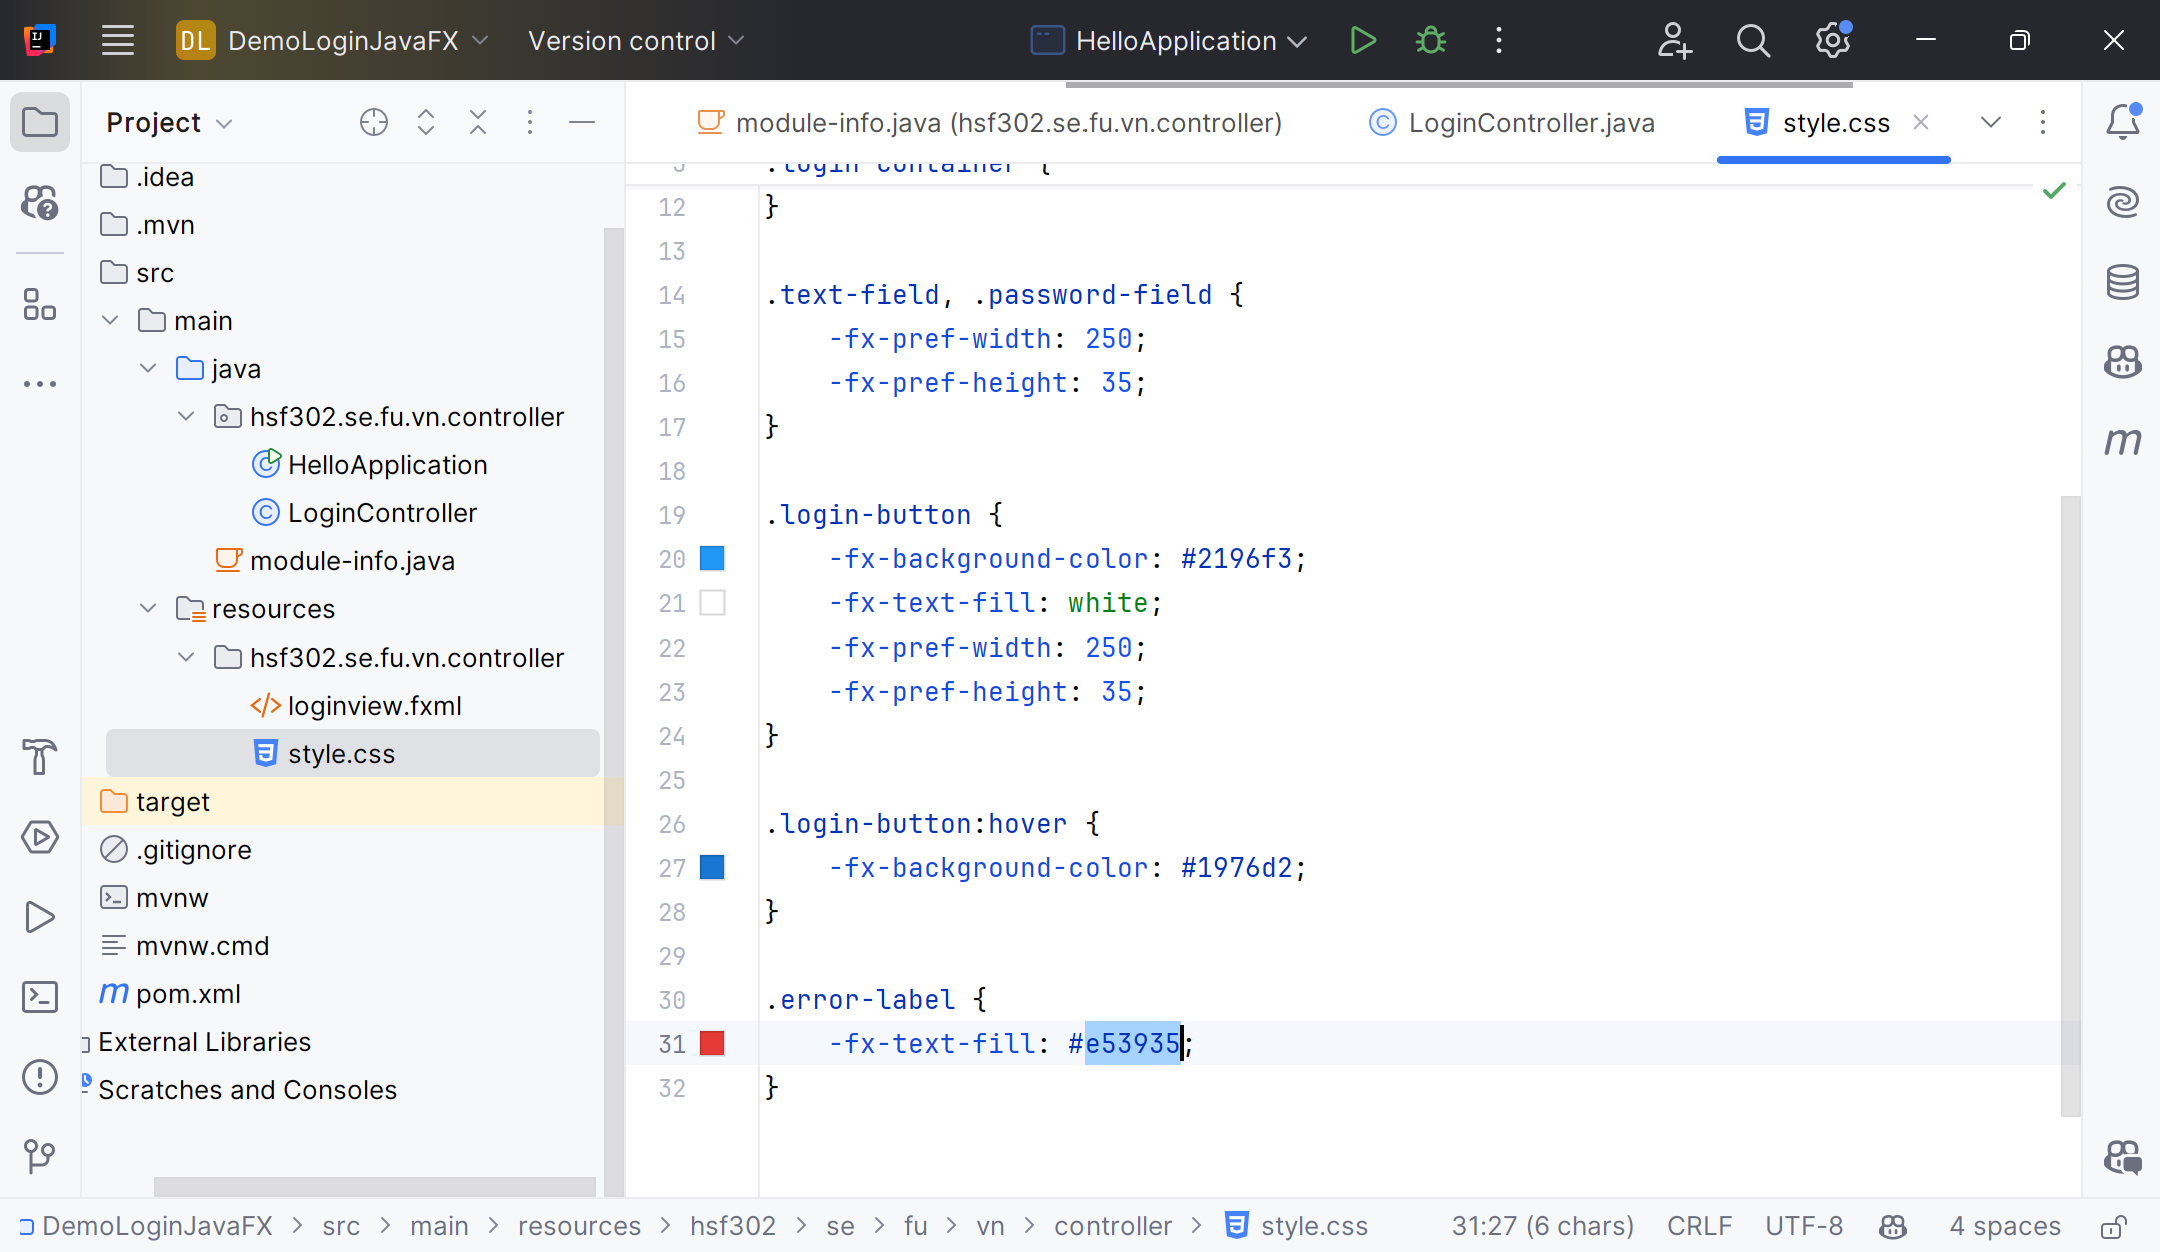 DL DemoLoginJavaFX Version control HelloApplication
Project
module-info.java (hsf302.se.fu.vn.controller) LoginController.java style.css
.idea
.mvn
src
main
java
hsf302.se.fu.vn.controller
HelloApplication
LoginController
module-info.java
resources
hsf302.se.fu.vn.controller
loginview.fxml
style.css
target
.gitignore
mvnw
mvnw.cmd
pom.xml
External Libraries
Scratches and Consoles
12 }
13
14 .text-field, .password-field {
15 -fx-pref-width: 250;
16 -fx-pref-height: 35;
17 }
18
19 .login-button {
20 -fx-background-color: #2196f3;
21 -fx-text-fill: white;
22 -fx-pref-width: 250;
23 -fx-pref-height: 35;
24 }
25
26 .login-button:hover {
27 -fx-background-color: #1976d2;
28 }
29
30 .error-label {
31 -fx-text-fill: #e53935;
32 }
DemoLoginJavaFX > src > main > resources > hsf302 > se > fu > vn > controller > style.css 31:27 (6 chars) CRLF UTF-8 4 spaces